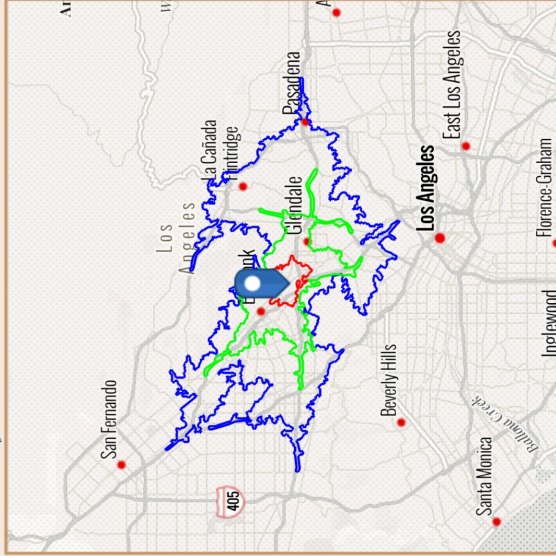 Pasadena
East Los Angeles
La Cañada
Flintridge
Florence-Graham
Los Angeles
Glendale
Los
Angeles
Inglewood
Beverly Hills
San Fernando
Ballona Creek
Santa Monica
405